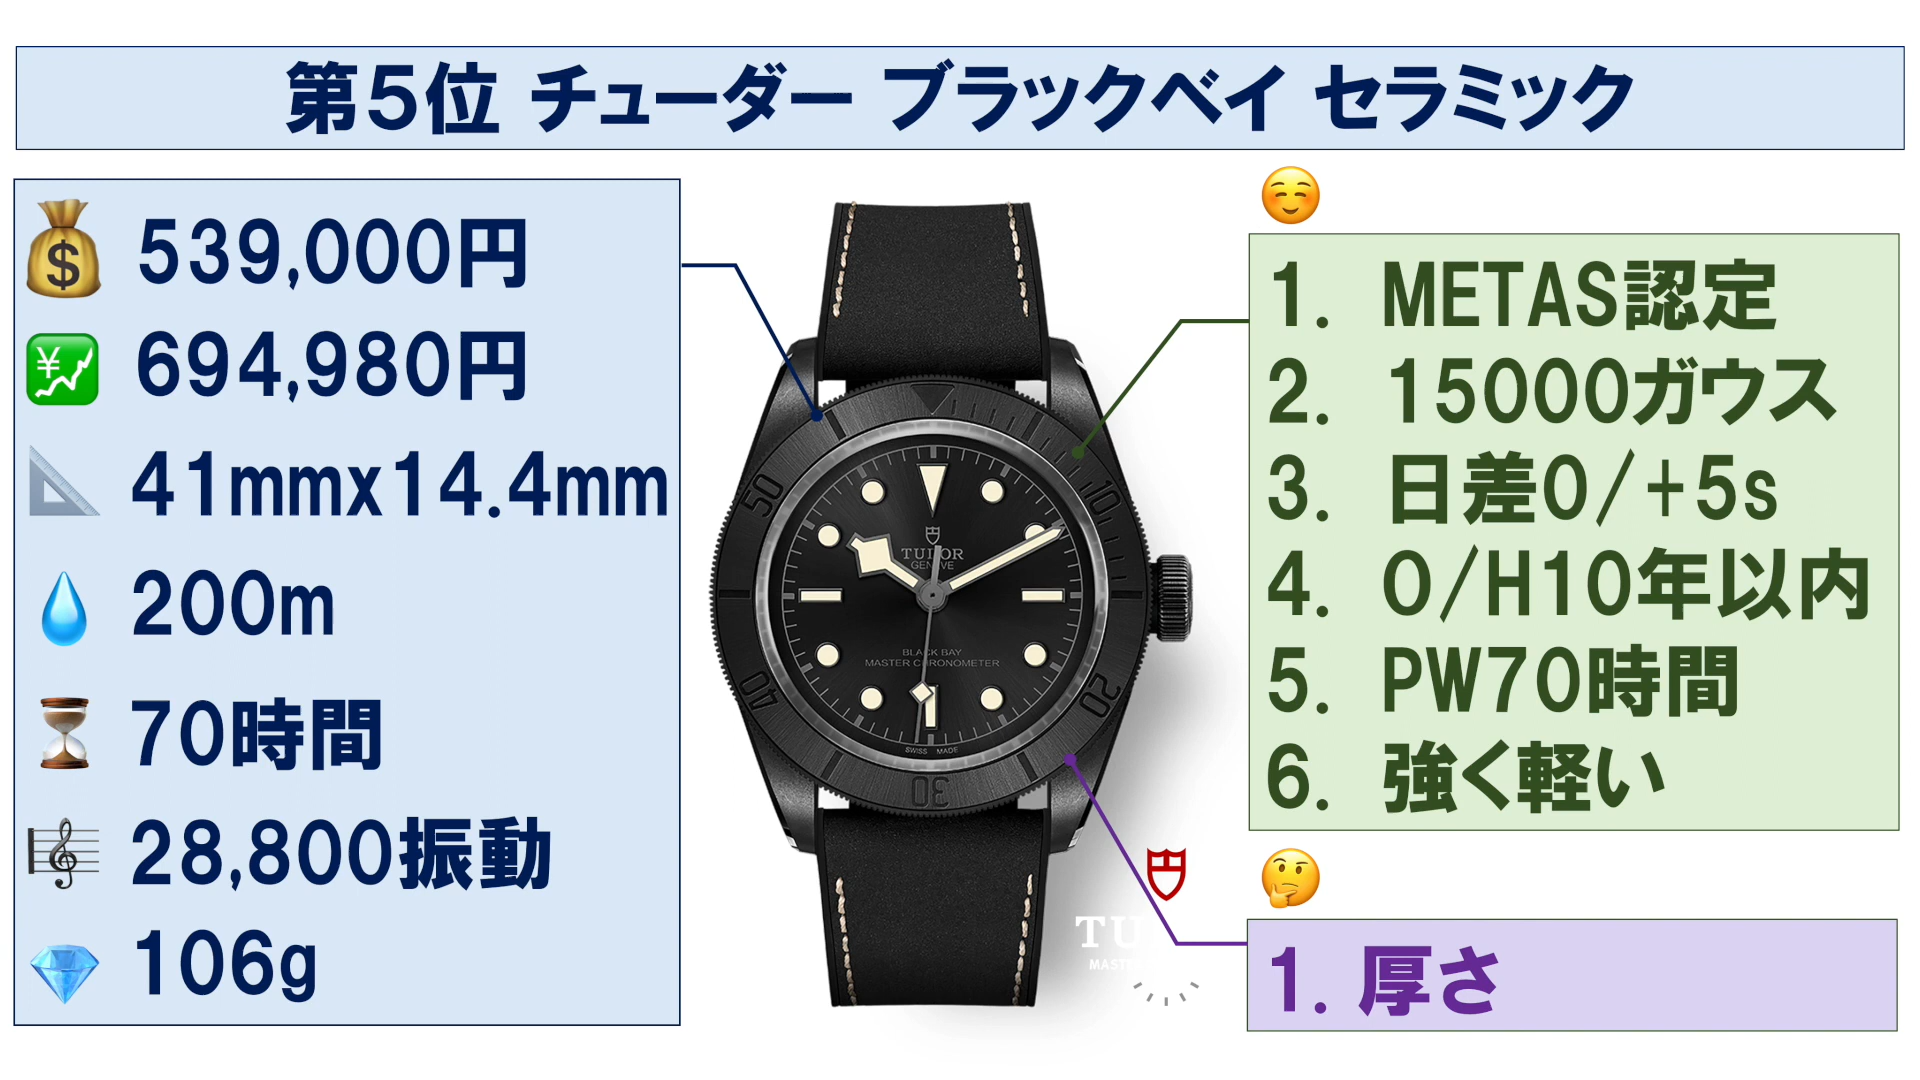 第5位 チューダー ブラックベイ セラミック
539,000円
694,980円
41mmx14.4mm
200m
70時間
28,800振動
106g
50
10
40
20
30
TUDOR
GENEVE
BLACK BAY
MASTER CHRONOMETER
SWISS MADE
1. METAS認定
2. 15000ガウス
3. 日差0/+5s
4. O/H10年以内
5. PW70時間
6. 強く軽い
1. 厚さ